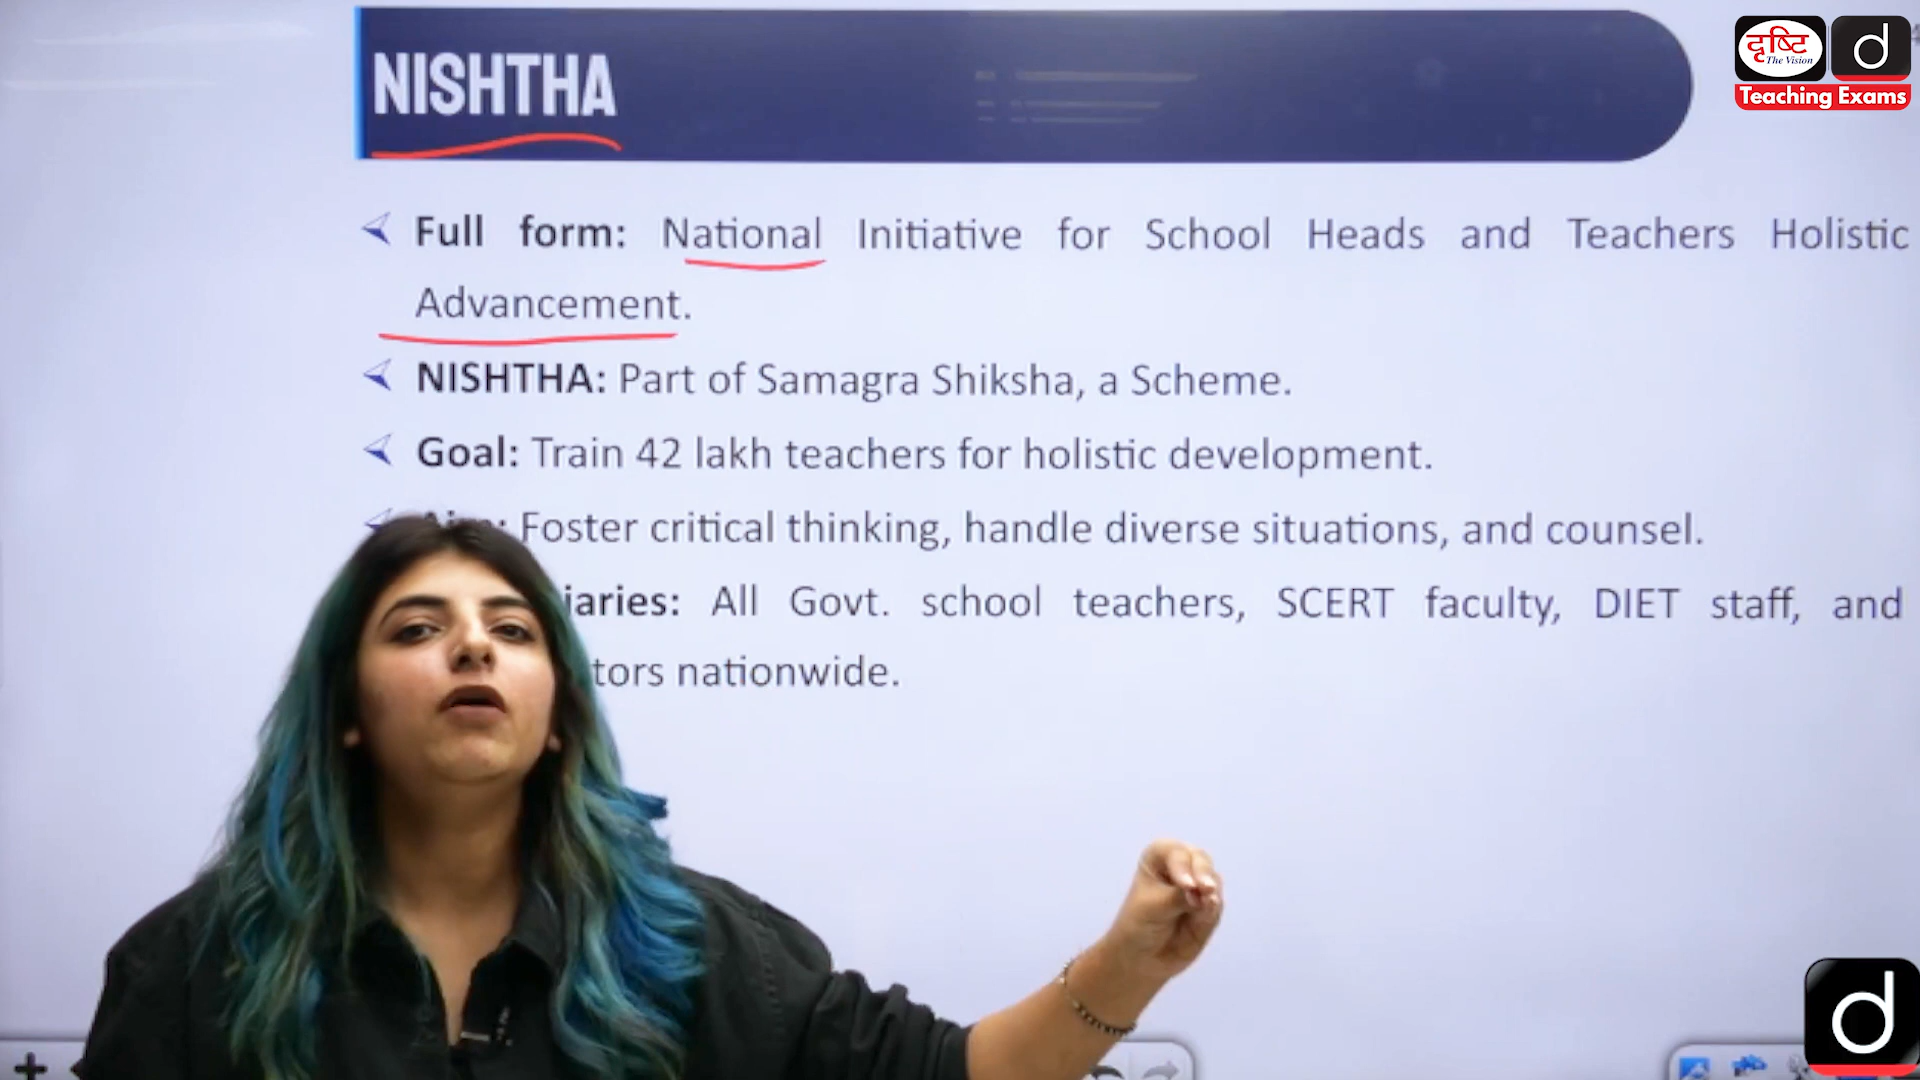 NISHTHA
दृष्टि
The Vision
d
Teaching Exams
Full form: National Initiative for School Heads and Teachers Holistic
Advancement.
NISHTHA: Part of Samagra Shiksha, a Scheme.
Goal: Train 42 lakh teachers for holistic development.
Foster critical thinking, handle diverse situations, and counsel.
iaries: All Govt. school teachers, SCERT faculty, DIET staff, and
tors nationwide.
d